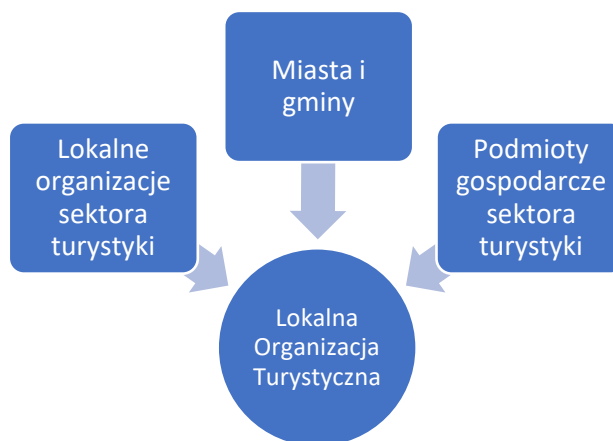 Miasta i
gminy
Lokalne
organizacje
sektora
turystyki
Podmioty
gospodarcze
sektora
turystyki
Lokalna
Organizacja
Turystyczna